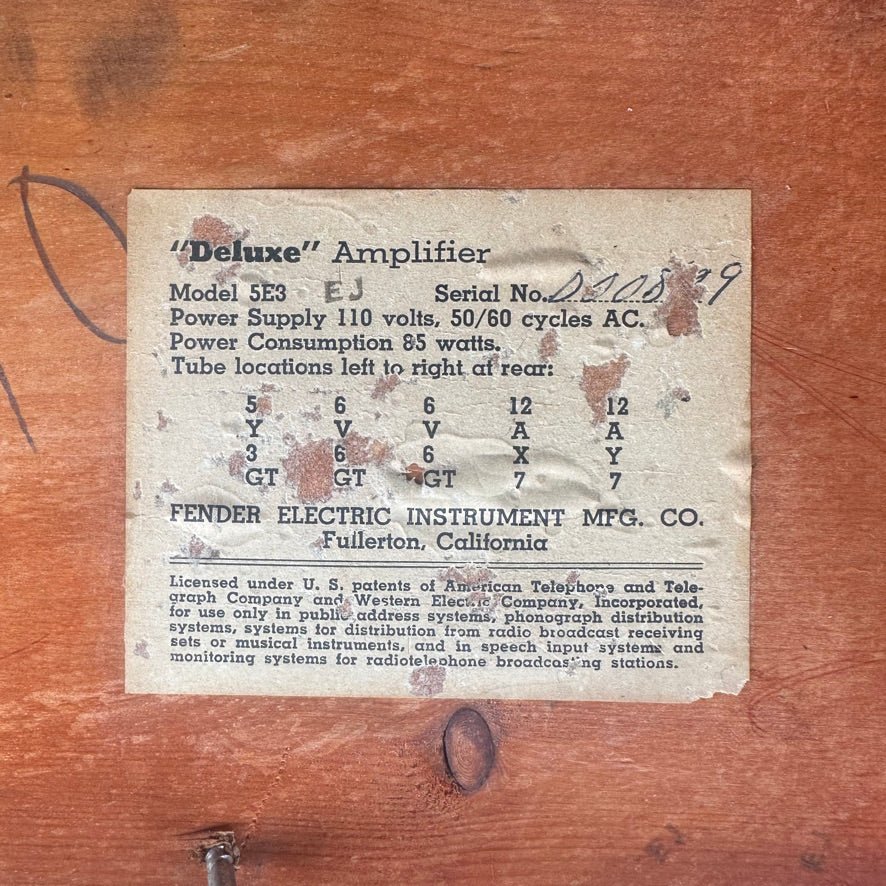 "Deluxe" Amplifier
Model 5E3 EJ Serial No.
Power Supply 110 volts, 50/60 cycles AC.
Power Consumption 85 watts.
Tube locations left to right at rear:
5 6 6 12 12
Y V V A A
3 6 6 X Y
GT GT GT 7 7
FENDER ELECTRIC INSTRUMENT MFG. CO.
Fullerton, California
Licensed under U. S. patents of American Telephone and Tele-
graph Company and Western Electric Company, Incorporated,
for use only in public address systems, phonograph distribution
systems, systems for distribution from radio broadcast receiving
sets or musical instruments, and in speech input systems and
monitoring systems for radiotelephone broadcasting stations.